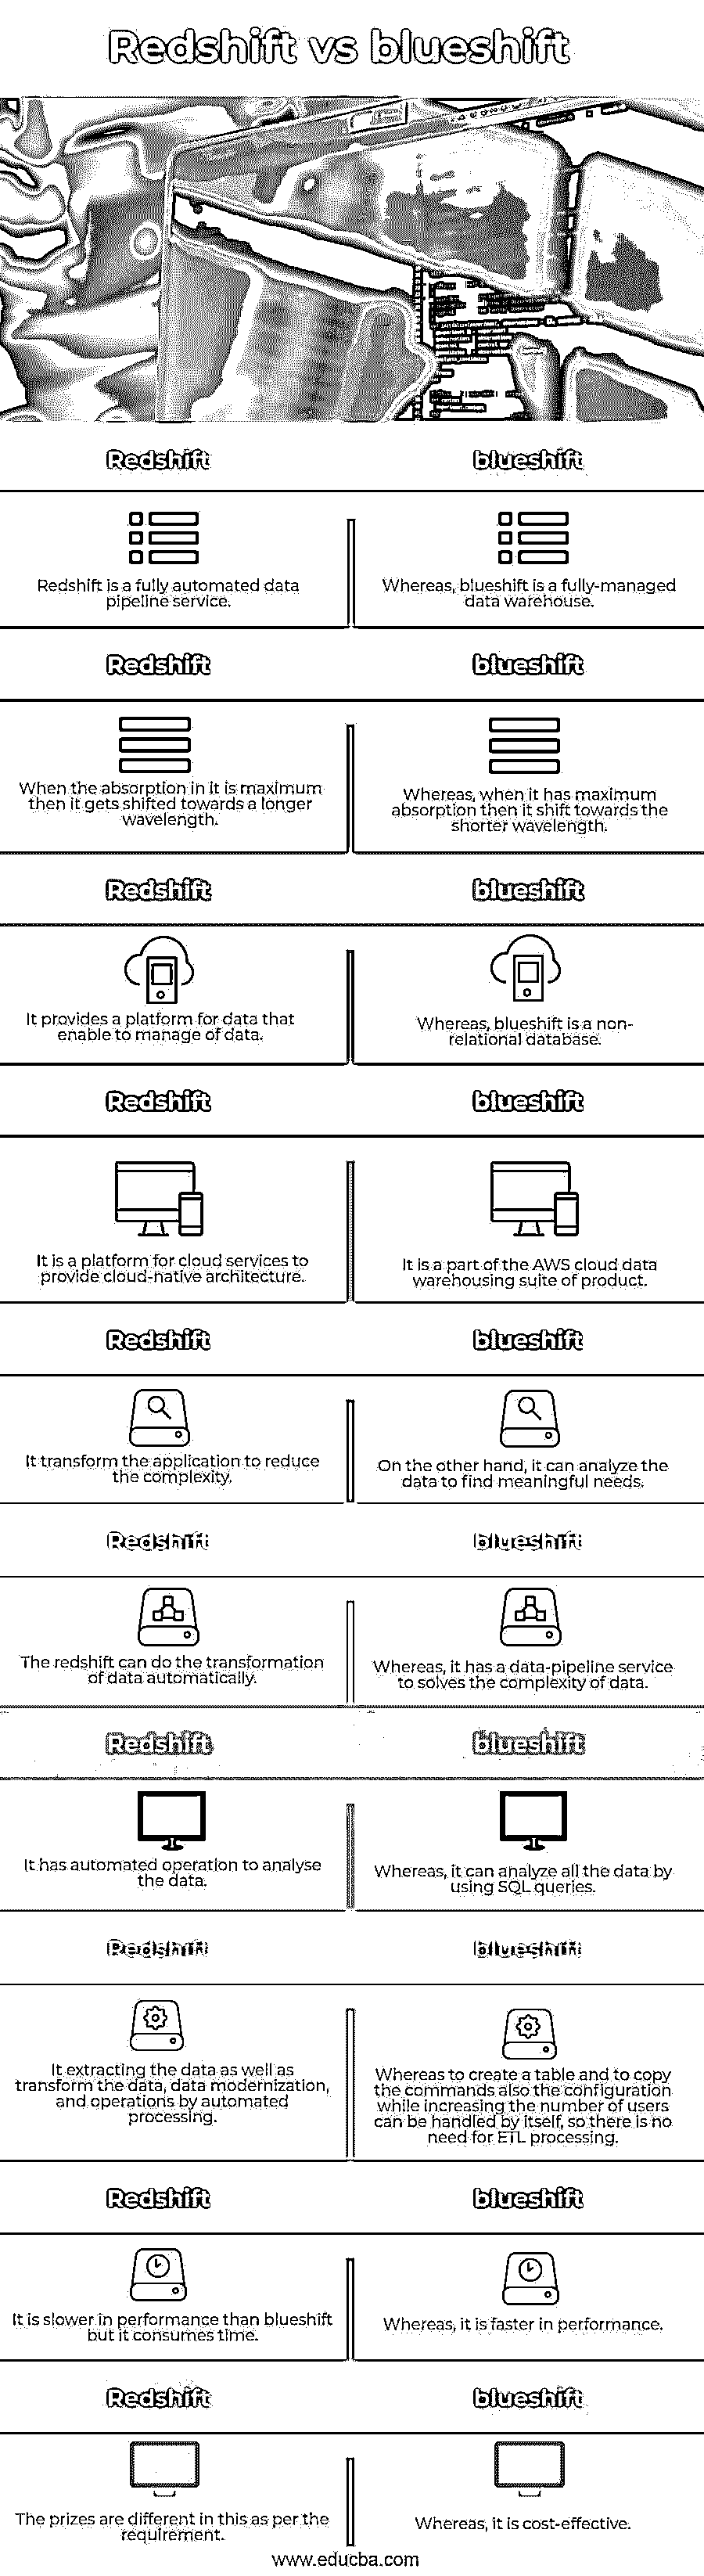 Redshift vs blueshift
Redshift
blueshift
Redshift is a fully automated data
pipeline service.
Whereas, blueshift is a fully-managed
data warehouse.
Redshift
blueshift
When the absorption in it is maximum
then it gets shifted towards a longer
wavelength.
Whereas, when it has maximum
absorption then it shift towards the
shorter wavelength.
Redshift
blueshift
It provides a platform for data that
enable to manage of data.
Whereas, blueshift is a non-
relational database.
Redshift
blueshift
It is a platform for cloud services to
provide cloud-native architecture.
It is a part of the AWS cloud data
warehousing suite of product.
Redshift
blueshift
It transform the application to reduce
the complexity.
On the other hand, it can analyze the
data to find meaningful needs.
Redshift
blueshift
The redshift can do the transformation
of data automatically.
Whereas, it has a data-pipeline service
to solves the complexity of data.
Redshift
blueshift
It has automated operation to analyse
the data.
Whereas, it can analyze all the data by
using SQL queries.
Redshift
blueshift
It extracting the data as well as
transform the data, data modernization,
and operations by automated
processing.
Whereas to create a table and to copy
the commands also the configuration
while increasing the number of users
can be handled by itself, so there is no
need for ETL processing.
Redshift
blueshift
It is slower in performance than blueshift
but it consumes time.
Whereas, it is faster in performance.
Redshift
blueshift
The prizes are different in this as per the
requirement.
Whereas, it is cost-effective.
www.educba.com